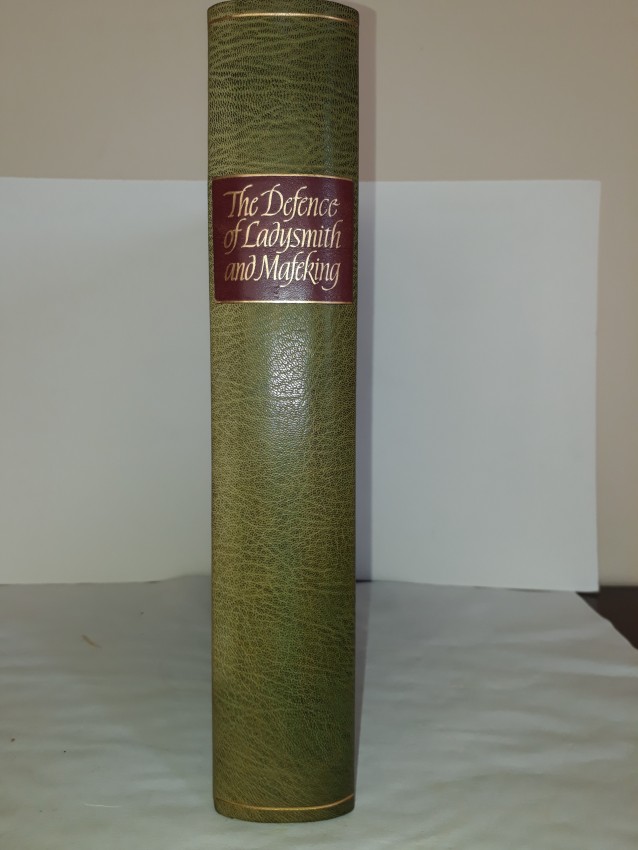 The Defence
of Ladysmith
and Mafeking